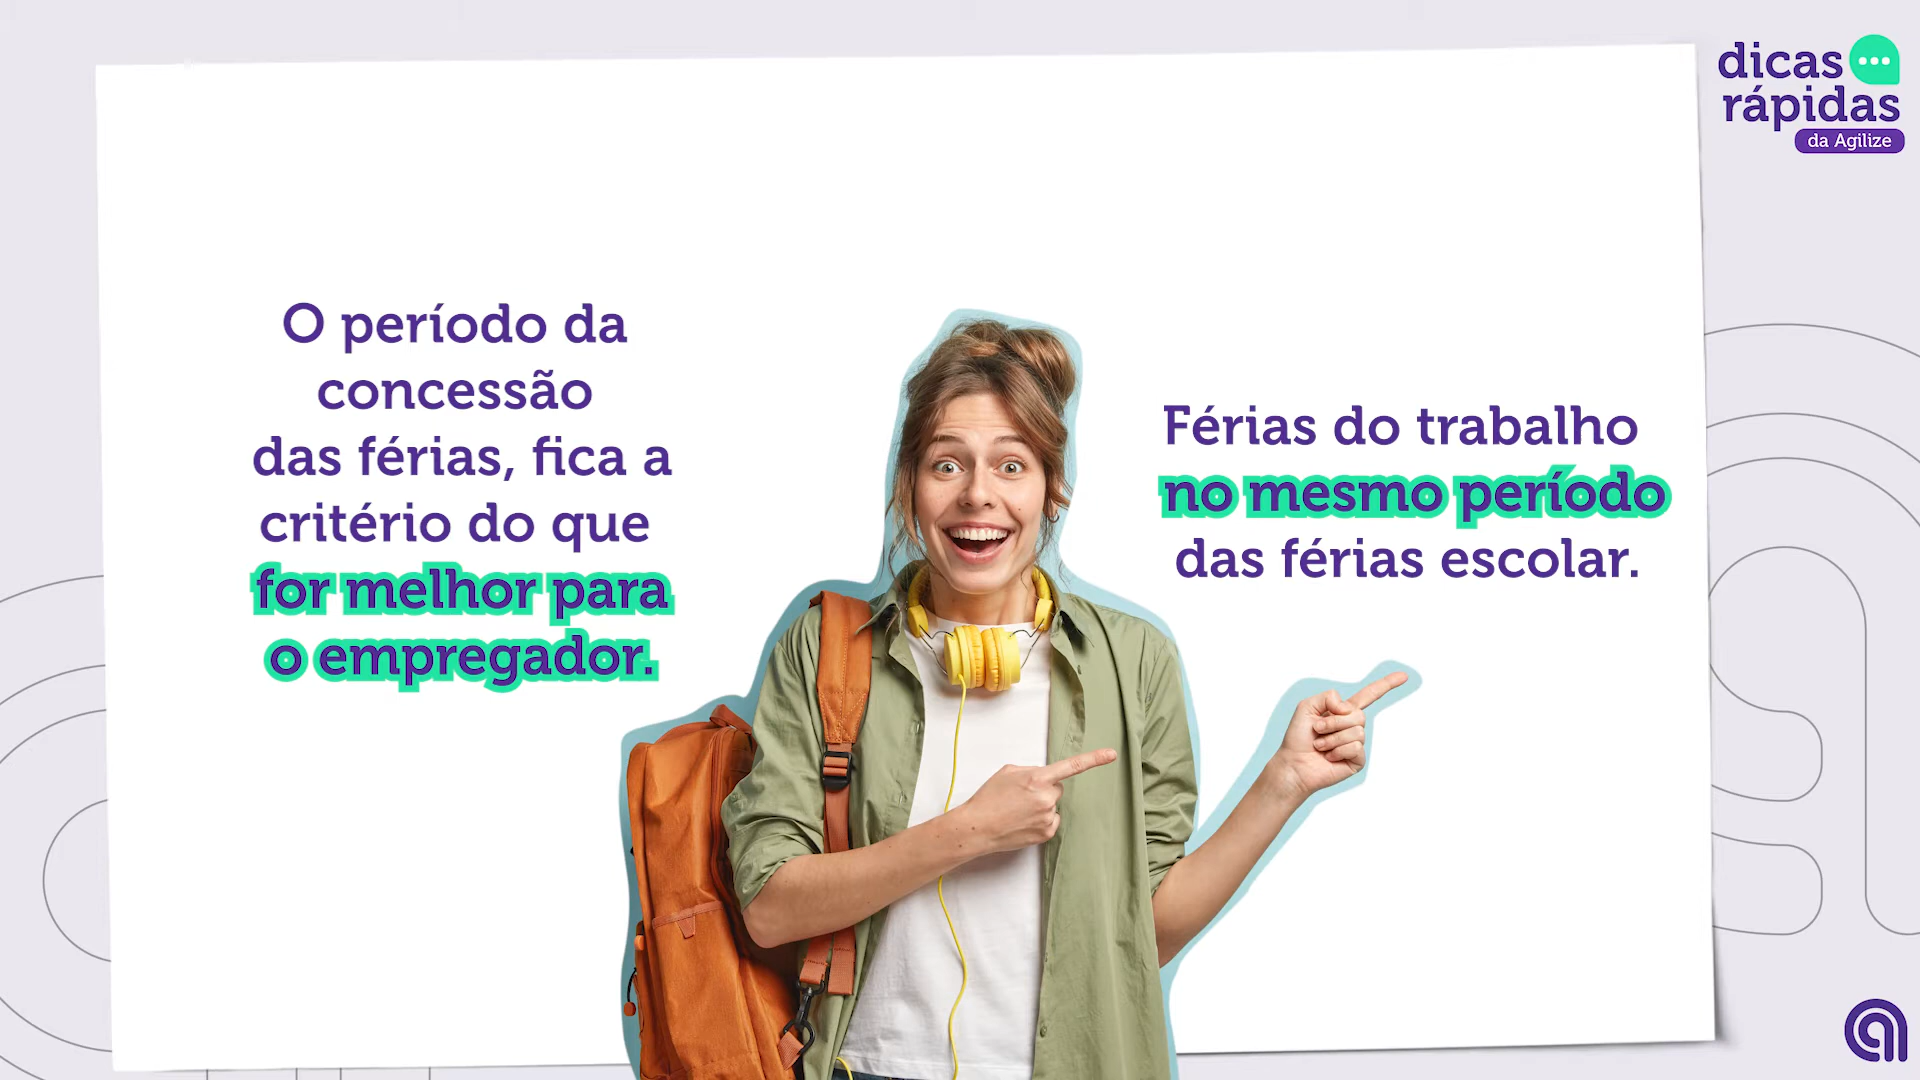 dicas
rápidas
da Agilize
O período da
concessão
das férias, fica a
critério do que
for melhor para
o empregador.
Férias do trabalho
no mesmo período
das férias escolar.